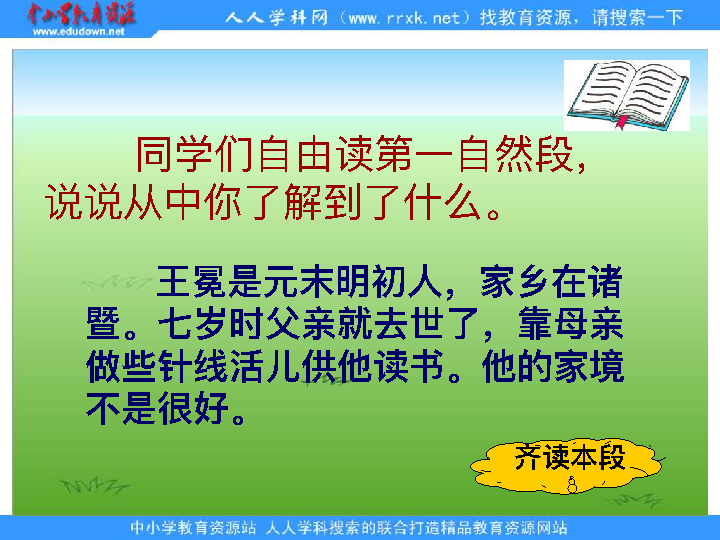 中小学教育资源
www.edudown.net
人人学科网（www.rrxk.net）找教育资源，请搜索一下
同学们自由读第一自然段，
说说从中你了解到了什么。
王冕是元末明初人，家乡在诸
暨。七岁时父亲就去世了，靠母亲
做些针线活儿供他读书。他的家境
不是很好。
齐读本段
中小学教育资源站 人人学科搜索的联合打造精品教育资源网站